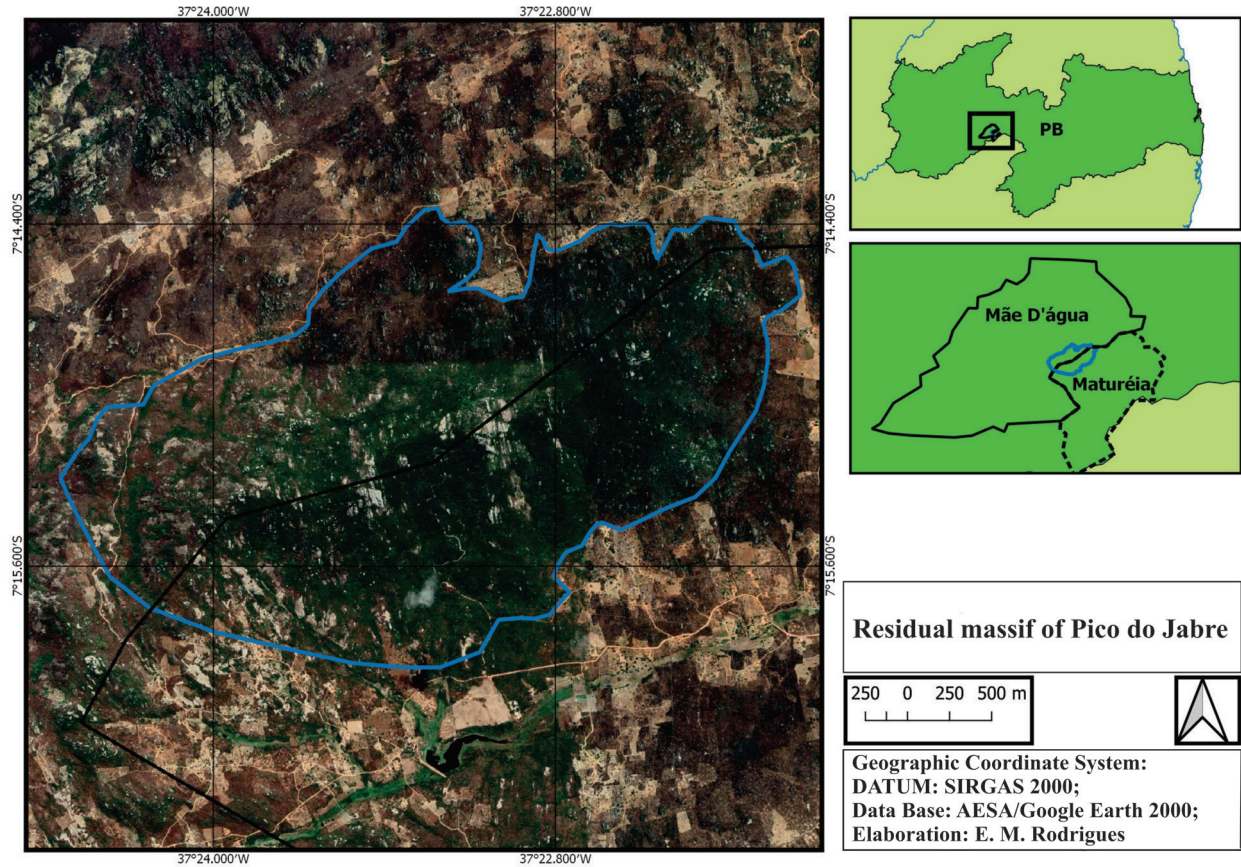 37°24.000'W
37°22.800'W
7°14.400'S
7°14.400'S
7°15.600'S
7°15.600'S
37°24.000'W
37°22.800'W
PB
Mãe D'água
Maturéia
Residual massif of Pico do Jabre
250 0 250 500 m
Geographic Coordinate System:
DATUM: SIRGAS 2000;
Data Base: AESA/Google Earth 2000;
Elaboration: E. M. Rodrigues